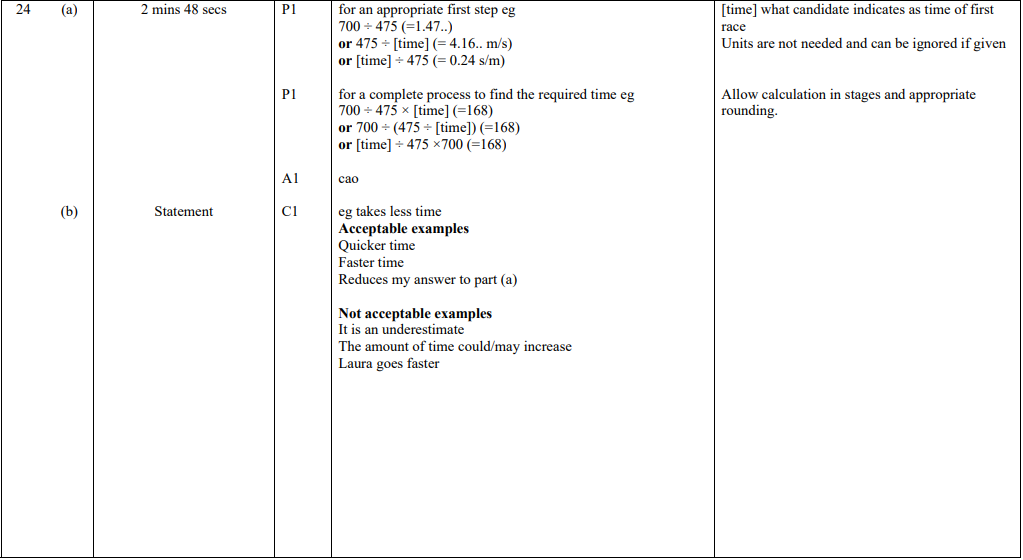 24 (a) 2 mins 48 secs P1 for an appropriate first step eg [time] what candidate indicates as time of first
700 ÷ 475 (=1.47..) race
or 475 ÷ [time] (= 4.16.. m/s) Units are not needed and can be ignored if given
or [time] ÷ 475 (= 0.24 s/m)
P1 for a complete process to find the required time eg Allow calculation in stages and appropriate
700 ÷ 475 × [time] (=168) rounding.
or 700 ÷ (475 ÷ [time]) (=168)
or [time] ÷ 475 ×700 (=168)
A1 cao
(b) Statement C1 eg takes less time
Acceptable examples
Quicker time
Faster time
Reduces my answer to part (a)
Not acceptable examples
It is an underestimate
The amount of time could/may increase
Laura goes faster